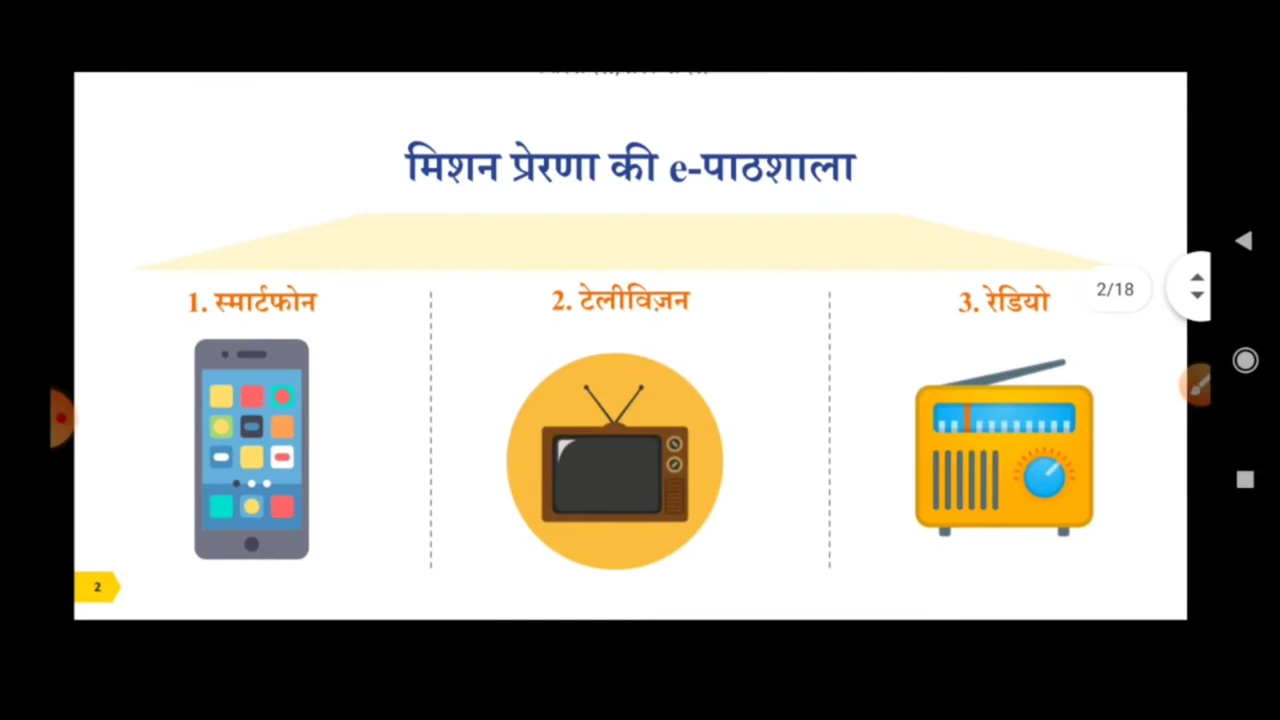 मिशन प्रेरणा की e-पाठशाला
1. स्मार्टफोन
2. टेलीविज़न
3. रेडियो
2/18
2